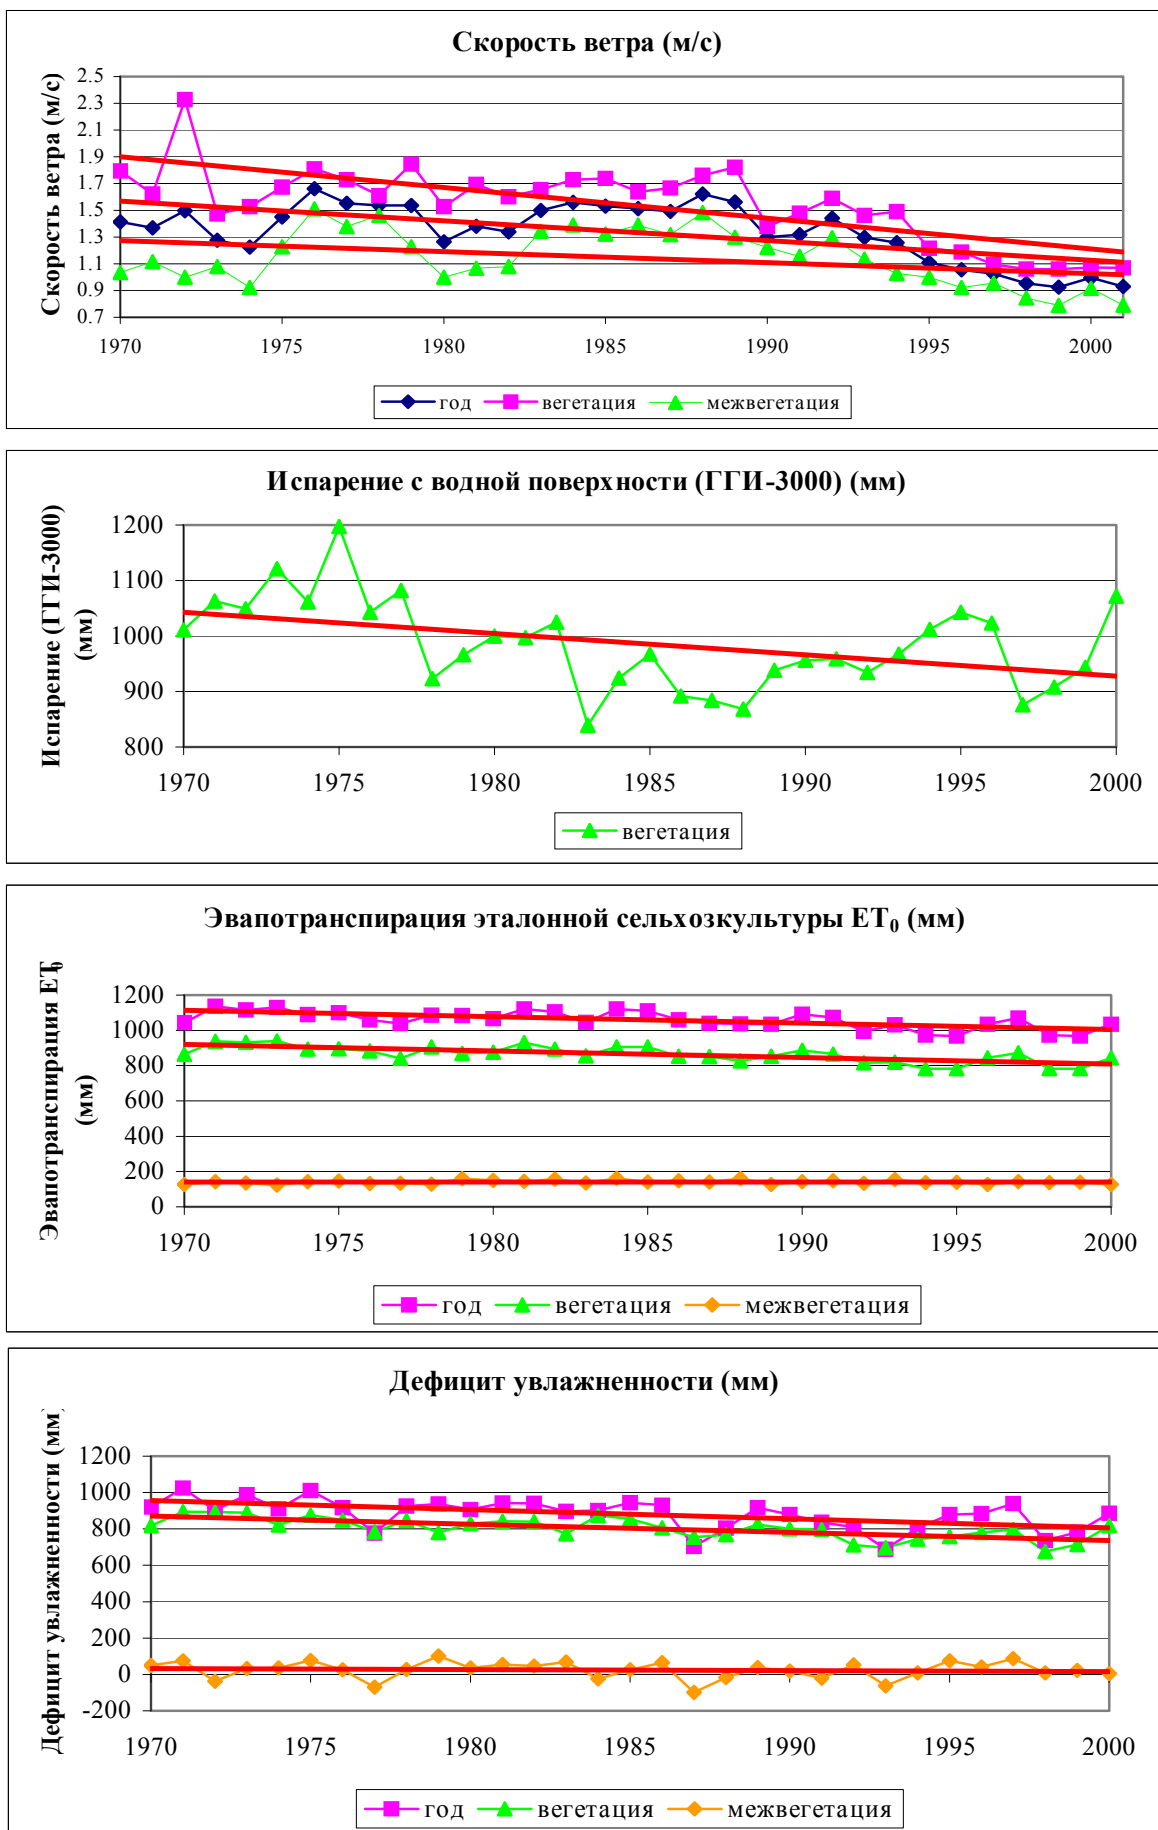 Скорость ветра (м/с)
Скорость ветра (м/с)
2.5
2.3
2.1
1.9
1.7
1.5
1.3
1.1
0.9
0.7
1970 1975 1980 1985 1990 1995 2000
год вегетация межвегетация
Испарение с водной поверхности (ГГИ-3000) (мм)
Испарение (ГГИ-3000)
(мм)
1200
1100
1000
900
800
1970 1975 1980 1985 1990 1995 2000
вегетация
Эвапотранспирация эталонной сельхозкультуры ET₀ (мм)
Эвапотранспирация ET₀
(мм)
1200
1000
800
600
400
200
0
1970 1975 1980 1985 1990 1995 2000
год вегетация межвегетация
Дефицит увлажненности (мм)
Дефицит увлажненности (мм)
1200
1000
800
600
400
200
0
-200
1970 1975 1980 1985 1990 1995 2000
год вегетация межвегетация